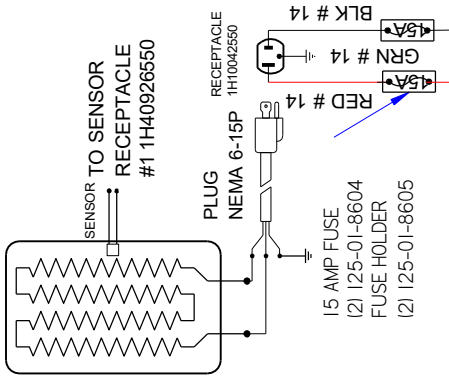 SENSOR
TO SENSOR
RECEPTACLE
#1 1H40926550
PLUG
NEMA 6-15P
RECEPTACLE
1H10042550
BLK # 14
15A
GRN # 14
15A
RED # 14
15 AMP FUSE
(2) 125-01-8604
FUSE HOLDER
(2) 125-01-8605